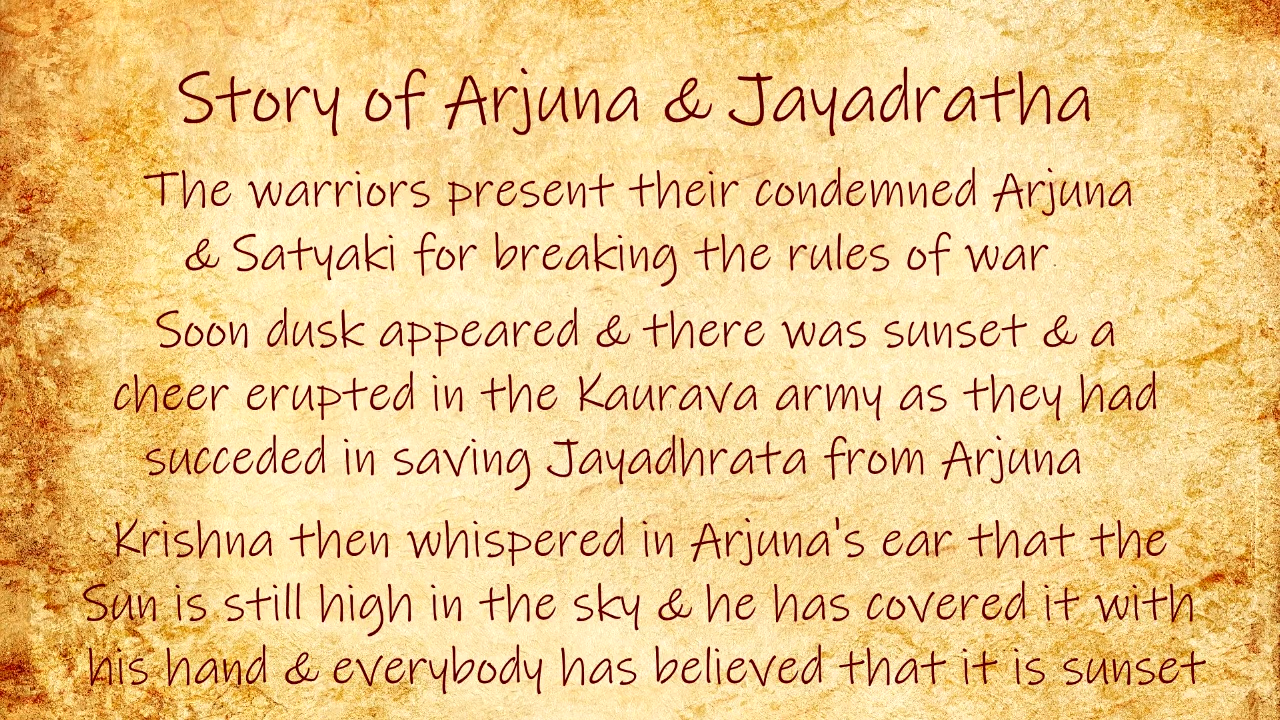 Story of Arjuna & Jayadratha
The warriors present their condemned Arjuna
& Satyaki for breaking the rules of war
Soon dusk appeared & there was sunset & a
cheer erupted in the Kaurava army as they had
succeded in saving Jayadhrata from Arjuna
Krishna then whispered in Arjuna's ear that the
Sun is still high in the sky & he has covered it with
his hand & everybody has believed that it is sunset